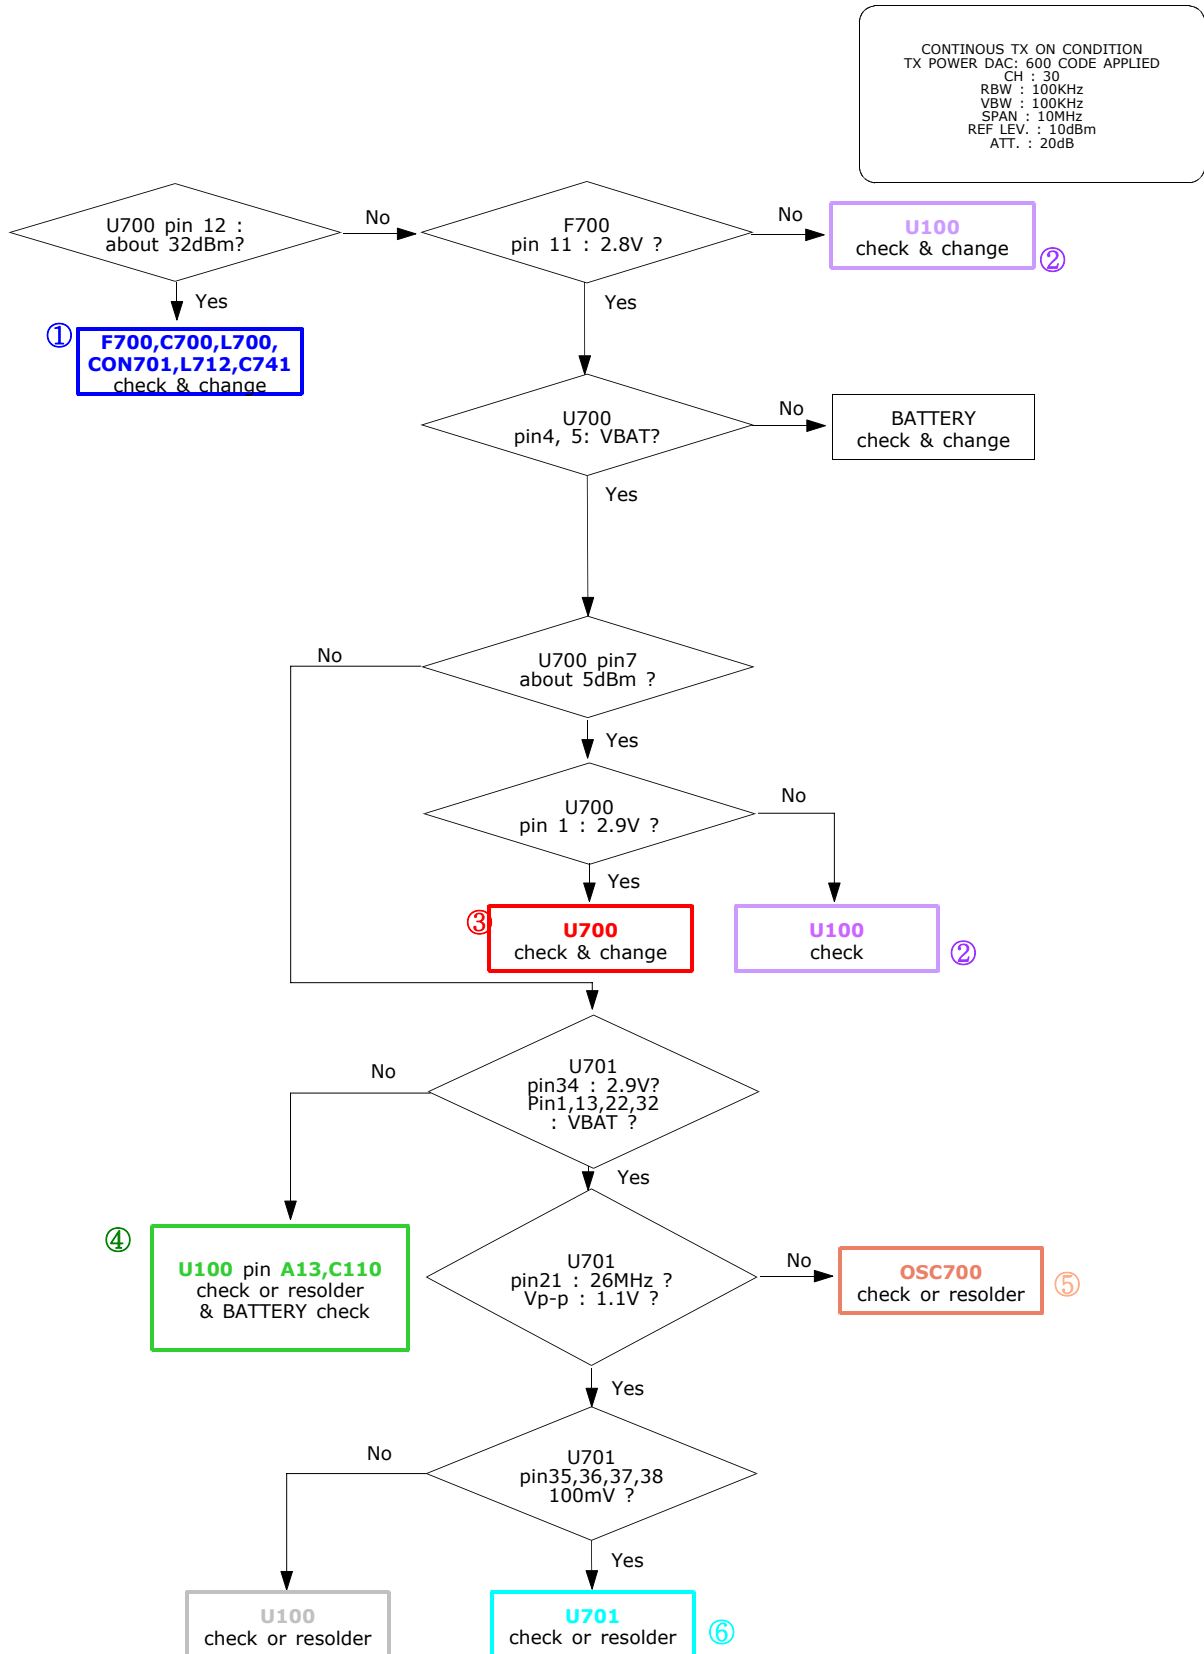 CONTINOUS TX ON CONDITION
TX POWER DAC: 600 CODE APPLIED
CH : 30
RBW : 100KHz
VBW : 100KHz
SPAN : 10MHz
REF LEV. : 10dBm
ATT. : 20dB
U700 pin 12 :
about 32dBm?
No
F700
pin 11 : 2.8V ?
No
U100
check & change
②
Yes
Yes
①
F700,C700,L700,
CON701,L712,C741
check & change
U700
pin4, 5: VBAT?
No
BATTERY
check & change
Yes
No
U700 pin7
about 5dBm ?
Yes
U700
pin 1 : 2.9V ?
No
Yes
③
U700
check & change
U100
check
②
No
U701
pin34 : 2.9V?
Pin1,13,22,32
: VBAT ?
Yes
④
U100 pin A13,C110
check or resolder
& BATTERY check
U701
pin21 : 26MHz ?
Vp-p : 1.1V ?
No
OSC700
check or resolder
⑤
Yes
No
U701
pin35,36,37,38
100mV ?
Yes
U100
check or resolder
U701
check or resolder
⑥